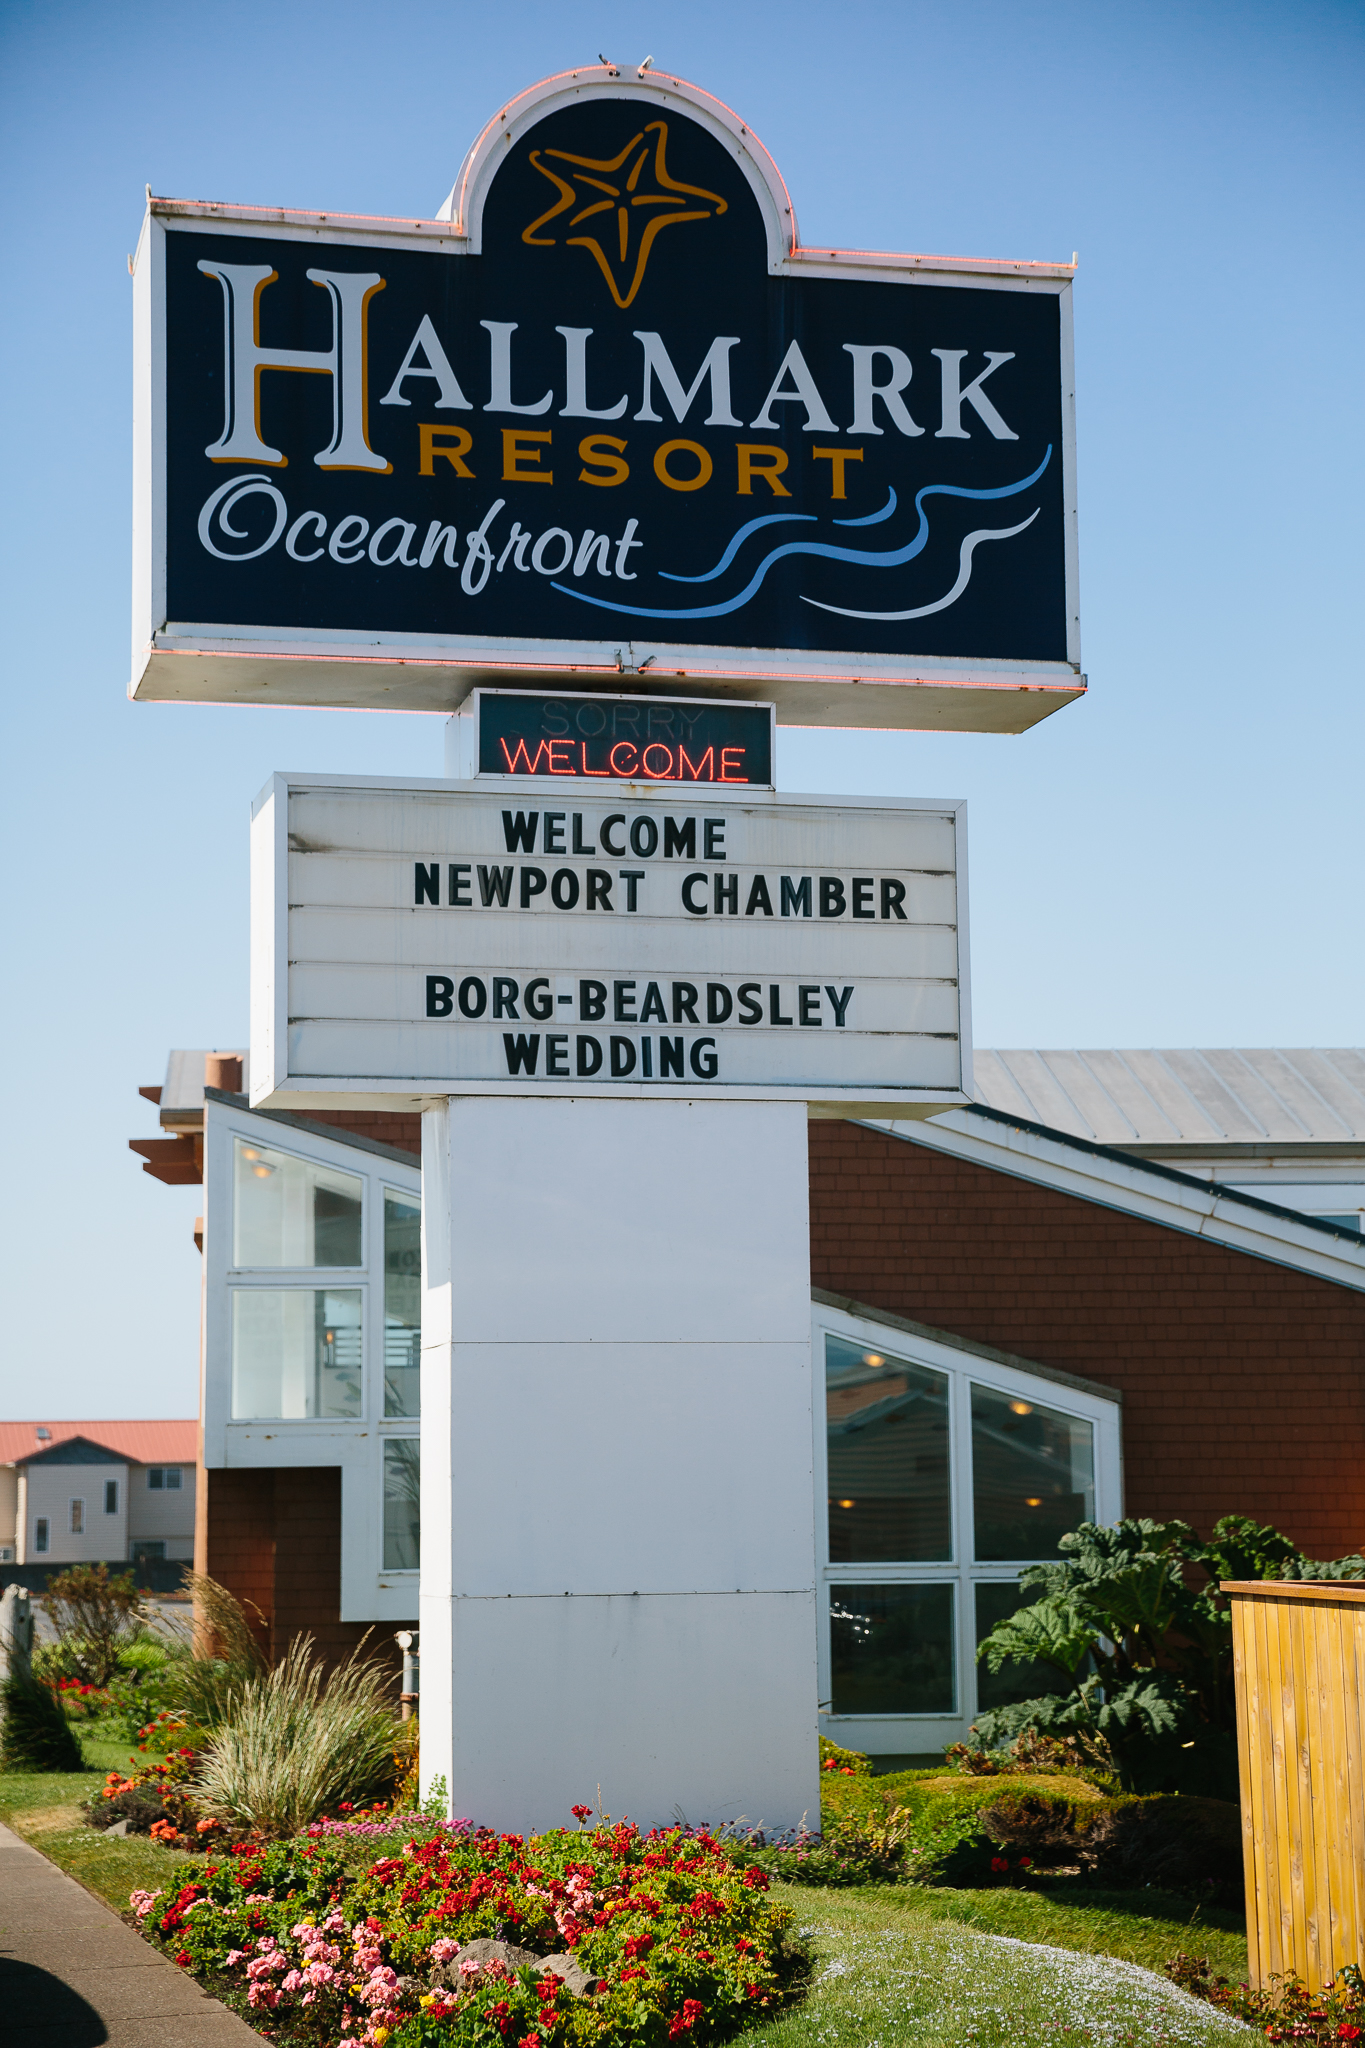 HALLMARK
RESORT
Oceanfront
SORRY
WELCOME
WELCOME
NEWPORT CHAMBER
BORG-BEARDSLEY
WEDDING